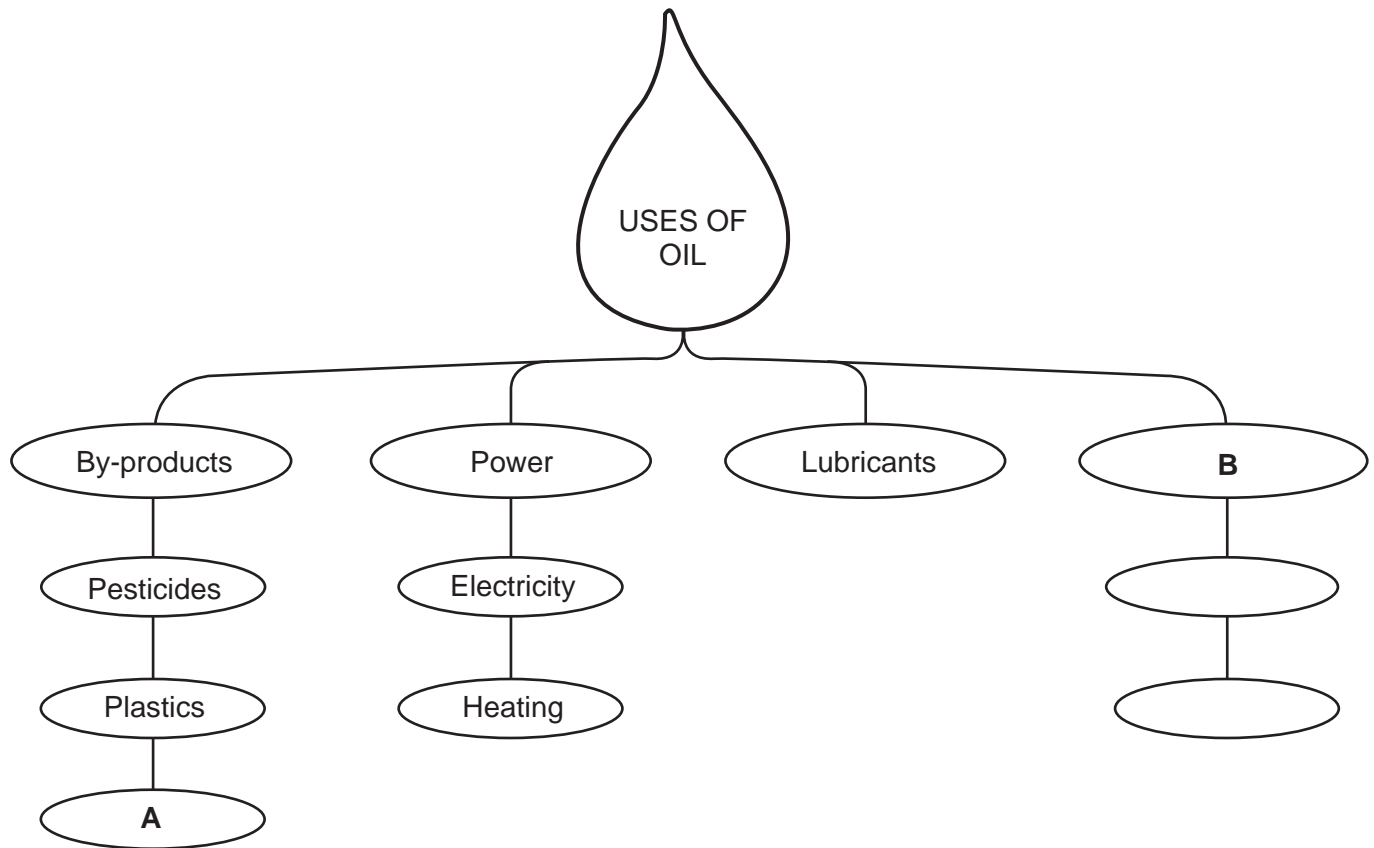 USES OF
OIL
By-products
Power
Lubricants
B
Pesticides
Electricity
Plastics
Heating
A